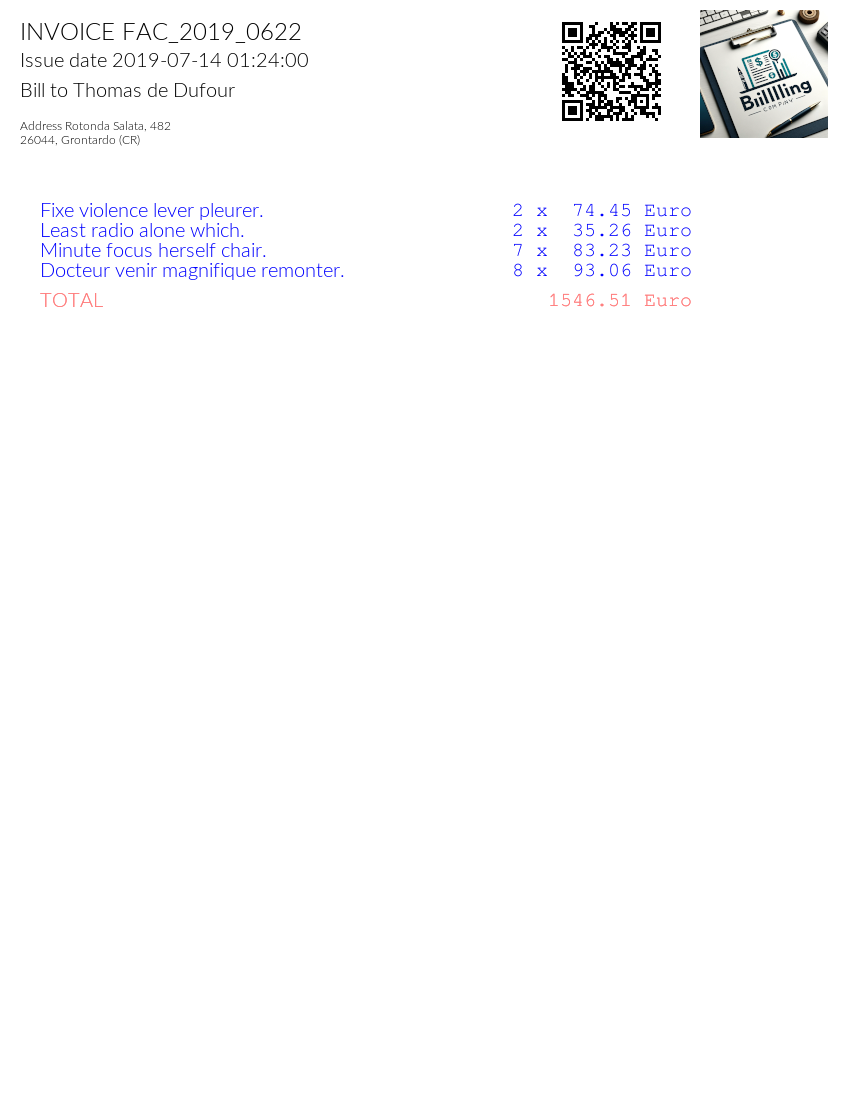 INVOICE FAC_2019_0622
Issue date 2019-07-14 01:24:00
Bill to Thomas de Dufour
Address Rotonda Salata, 482
26044, Grontardo (CR)
Biillling
COMPANY
Fixe violence lever pleurer. 2 x 74.45 Euro
Least radio alone which. 2 x 35.26 Euro
Minute focus herself chair. 7 x 83.23 Euro
Docteur venir magnifique remonter. 8 x 93.06 Euro
TOTAL 1546.51 Euro